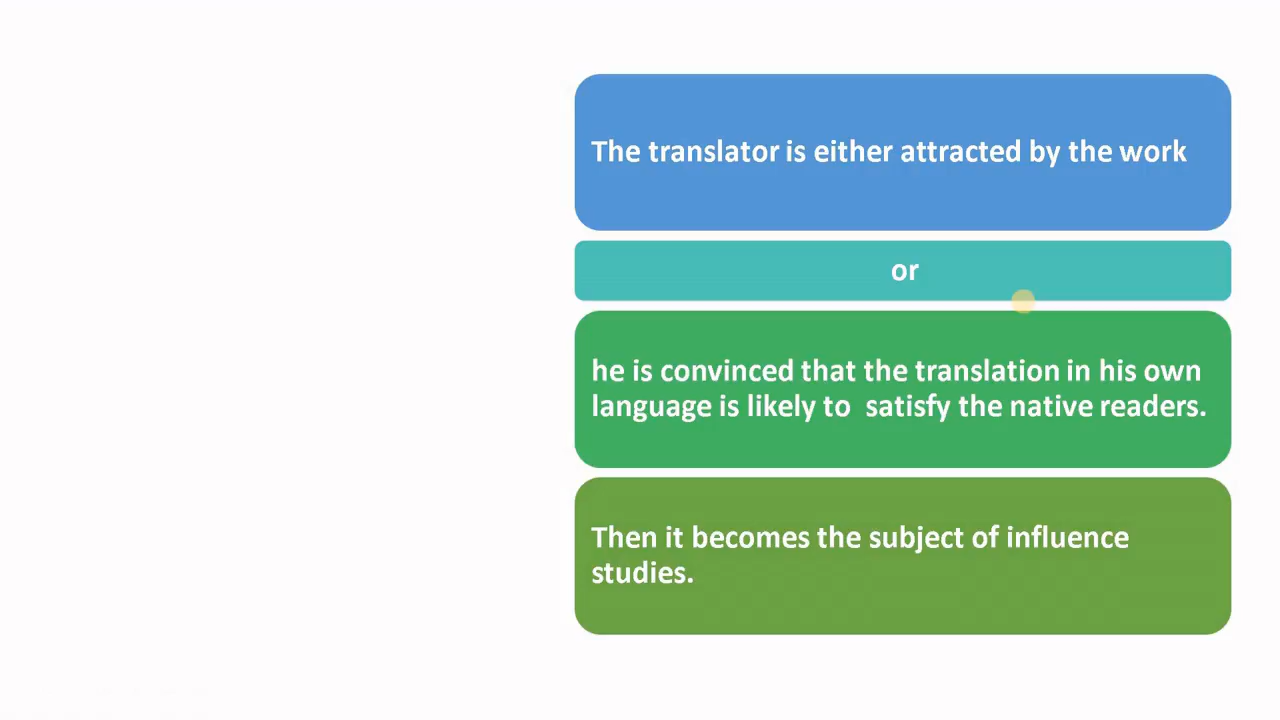 The translator is either attracted by the work
or
he is convinced that the translation in his own
language is likely to  satisfy the native readers.
Then it becomes the subject of influence
studies.